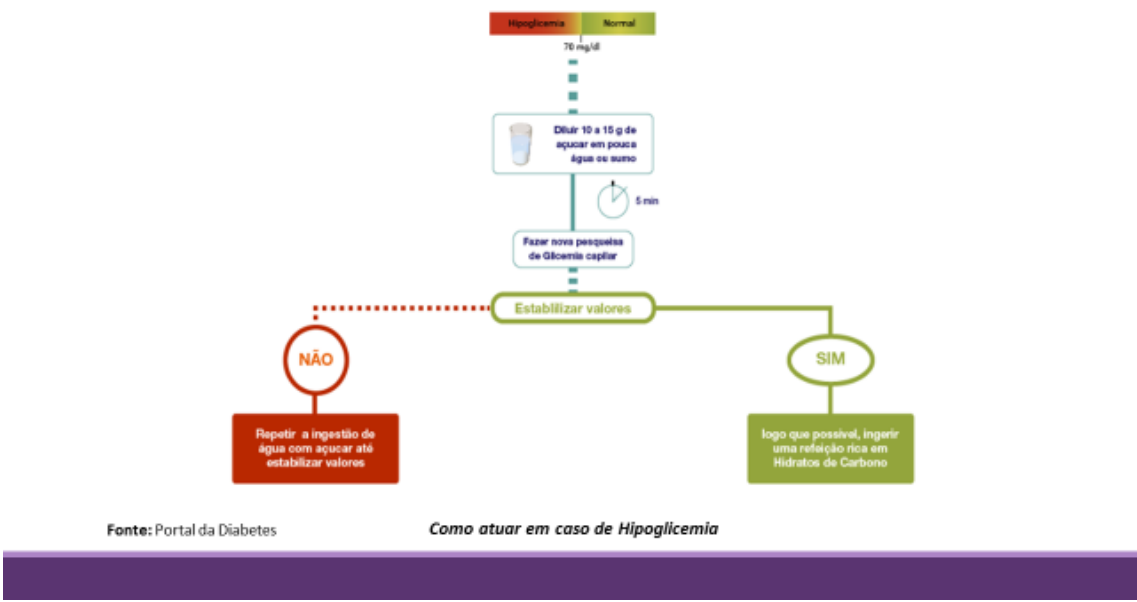 Hipoglicemia Normal
70 mg/dl
Diluir 10 a 15 g de
açucar em pouca
água ou sumo
5 min
Fazer nova pesquisa
de Glicemia capilar
Establilizar valores
NÃO
SIM
Repetir a ingestão de
água com açucar até
estabilizar valores
logo que possivel, ingerir
uma refeição rica em
Hidratos de Carbono
Fonte: Portal da Diabetes
Como atuar em caso de Hipoglicemia